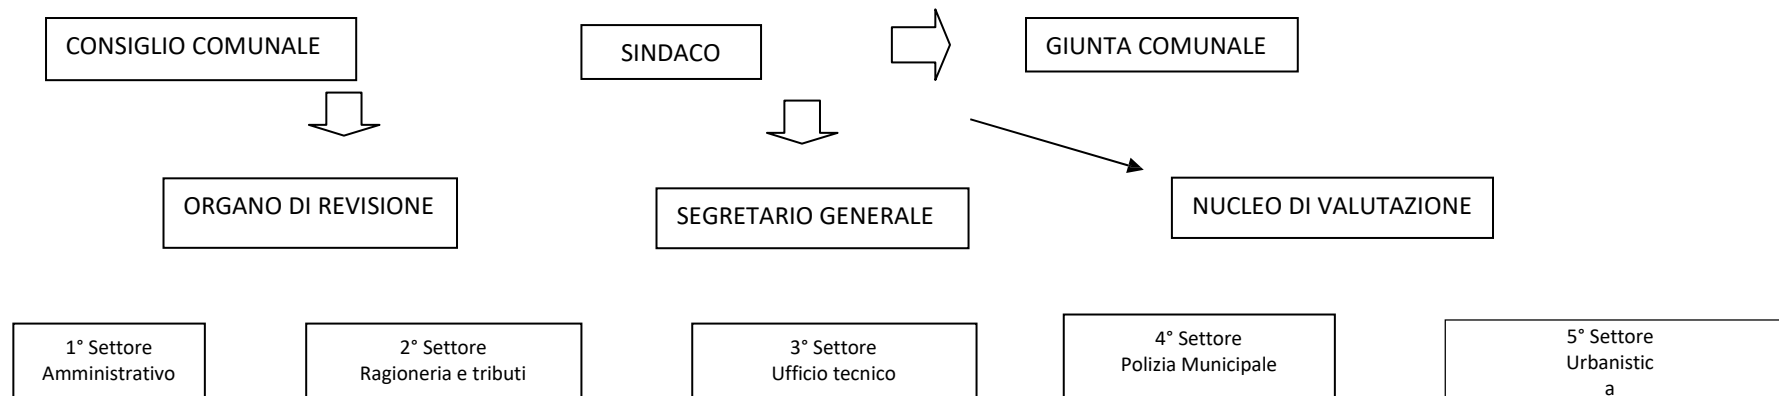 CONSIGLIO COMUNALE
SINDACO
GIUNTA COMUNALE
ORGANO DI REVISIONE
SEGRETARIO GENERALE
NUCLEO DI VALUTAZIONE
1° Settore
Amministrativo
2° Settore
Ragioneria e tributi
3° Settore
Ufficio tecnico
4° Settore
Polizia Municipale
5° Settore
Urbanistic
a